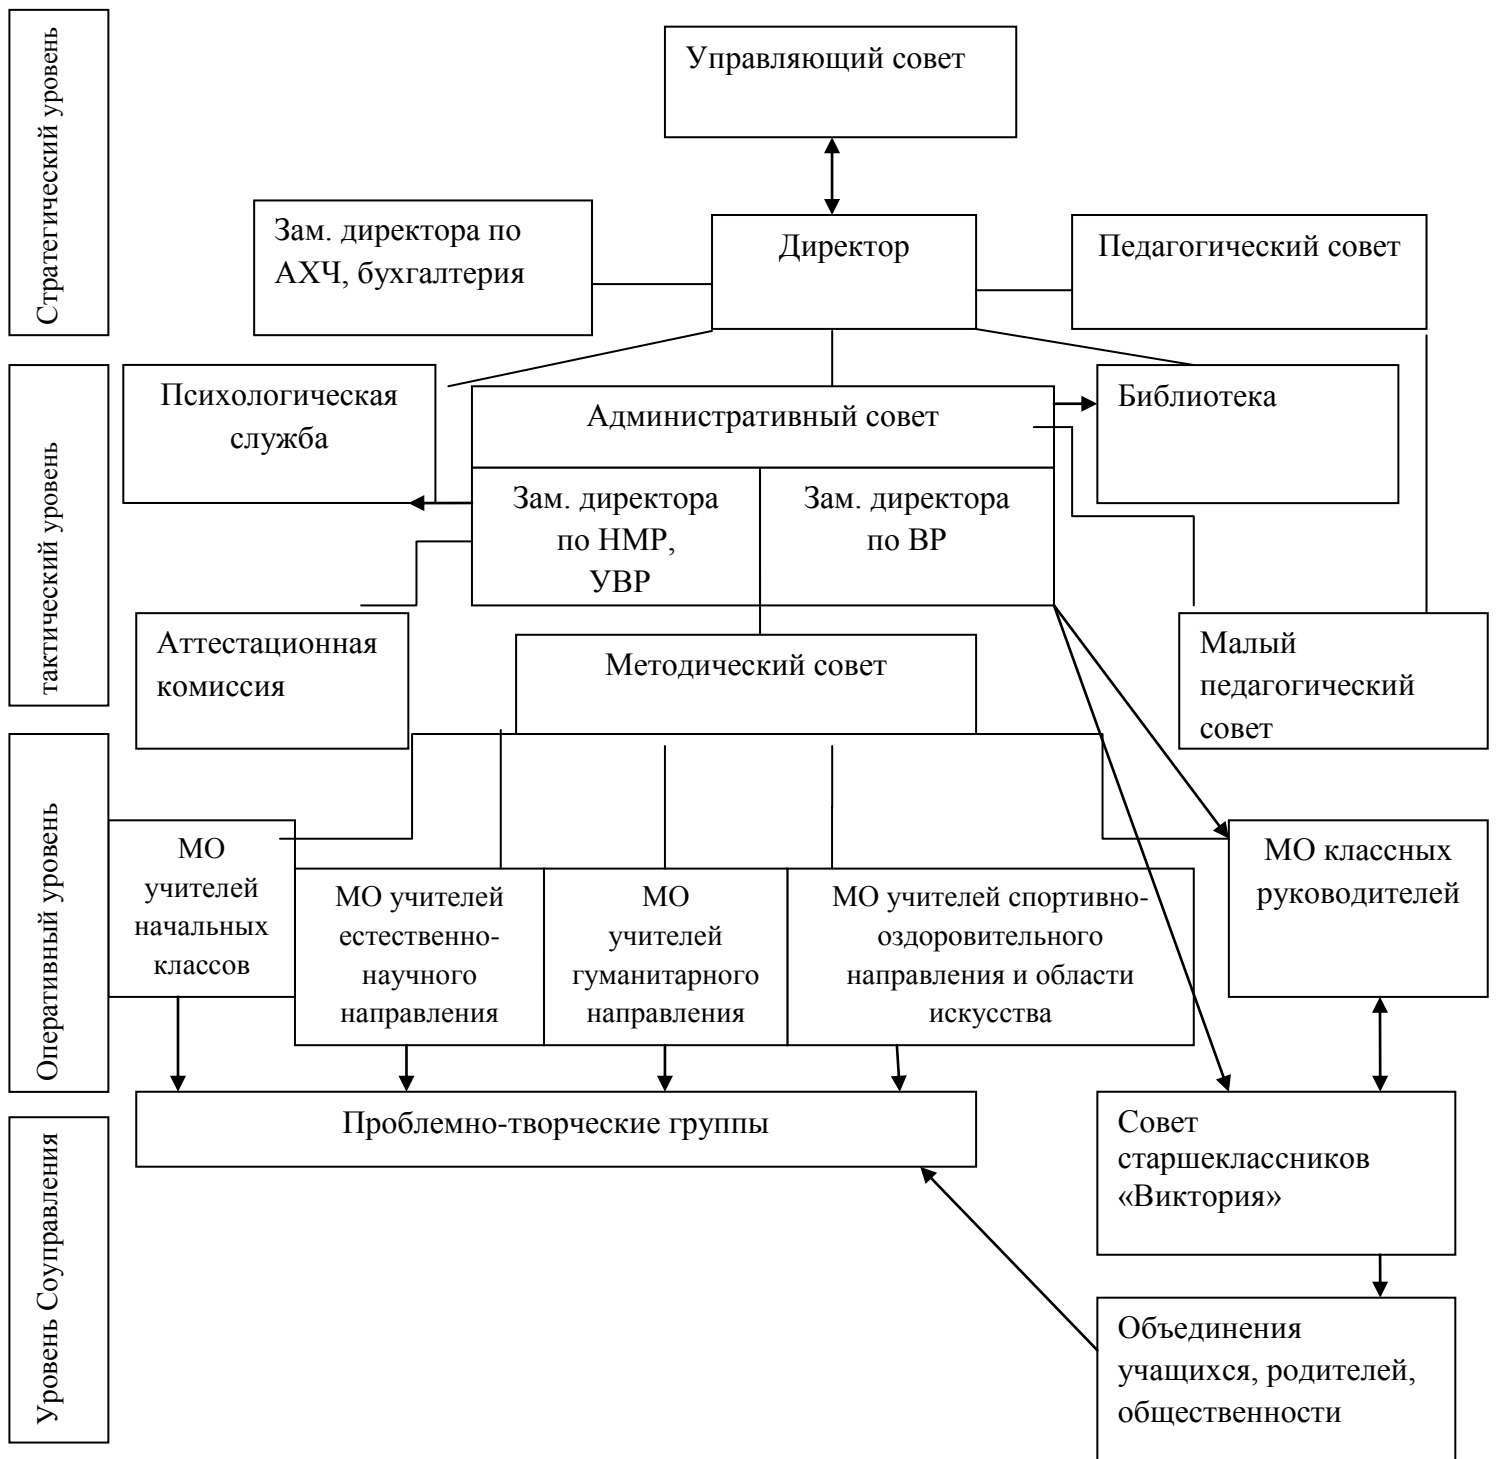 Стратегический уровень
Управляющий совет
Зам. директора по
АХЧ, бухгалтерия
Директор
Педагогический совет
тактический уровень
Психологическая
служба
Административный совет
Библиотека
Зам. директора
по НМР,
УВР
Зам. директора
по ВР
Аттестационная
комиссия
Методический совет
Малый
педагогический
совет
Оперативный уровень
МО
учителей
начальных
классов
МО учителей
естественно-
научного
направления
МО
учителей
гуманитарного
направления
МО учителей спортивно-
оздоровительного
направления и области
искусства
МО классных
руководителей
Уровень Соуправления
Проблемно-творческие группы
Совет
старшеклассников
«Виктория»
Объединения
учащихся, родителей,
общественности